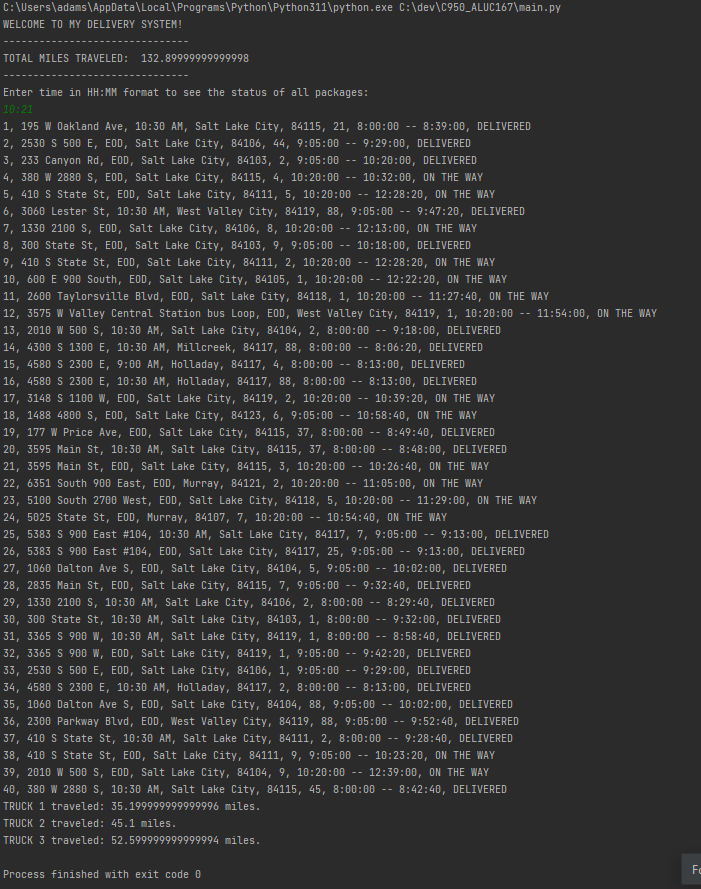 C:\Users\adams\AppData\Local\Programs\Python\Python311\python.exe C:\dev\C950_ALUC167\main.py
WELCOME TO MY DELIVERY SYSTEM!
------------------------------
TOTAL MILES TRAVELED:  132.89999999999998
------------------------------
Enter time in HH:MM format to see the status of all packages:
10:21
1, 195 W Oakland Ave, 10:30 AM, Salt Lake City, 84115, 21, 8:00:00 -- 8:39:00, DELIVERED
2, 2530 S 500 E, EOD, Salt Lake City, 84106, 44, 9:05:00 -- 9:29:00, DELIVERED
3, 233 Canyon Rd, EOD, Salt Lake City, 84103, 2, 9:05:00 -- 10:20:00, DELIVERED
4, 380 W 2880 S, EOD, Salt Lake City, 84115, 4, 10:20:00 -- 10:32:00, ON THE WAY
5, 410 S State St, EOD, Salt Lake City, 84111, 5, 10:20:00 -- 12:28:20, ON THE WAY
6, 3060 Lester St, 10:30 AM, West Valley City, 84119, 88, 9:05:00 -- 9:47:20, DELIVERED
7, 1330 2100 S, EOD, Salt Lake City, 84106, 8, 10:20:00 -- 12:13:00, ON THE WAY
8, 300 State St, EOD, Salt Lake City, 84103, 9, 9:05:00 -- 10:18:00, DELIVERED
9, 410 S State St, EOD, Salt Lake City, 84111, 2, 10:20:00 -- 12:28:20, ON THE WAY
10, 600 E 900 South, EOD, Salt Lake City, 84105, 1, 10:20:00 -- 12:22:20, ON THE WAY
11, 2600 Taylorsville Blvd, EOD, Salt Lake City, 84118, 1, 10:20:00 -- 11:27:40, ON THE WAY
12, 3575 W Valley Central Station bus Loop, EOD, West Valley City, 84119, 1, 10:20:00 -- 11:54:00, ON THE WAY
13, 2010 W 500 S, 10:30 AM, Salt Lake City, 84104, 2, 8:00:00 -- 9:18:00, DELIVERED
14, 4300 S 1300 E, 10:30 AM, Millcreek, 84117, 88, 8:00:00 -- 8:06:20, DELIVERED
15, 4580 S 2300 E, 9:00 AM, Holladay, 84117, 4, 8:00:00 -- 8:13:00, DELIVERED
16, 4580 S 2300 E, 10:30 AM, Holladay, 84117, 88, 8:00:00 -- 8:13:00, DELIVERED
17, 3148 S 1100 W, EOD, Salt Lake City, 84119, 2, 10:20:00 -- 10:39:20, ON THE WAY
18, 1488 4800 S, EOD, Salt Lake City, 84123, 6, 9:05:00 -- 10:58:40, ON THE WAY
19, 177 W Price Ave, EOD, Salt Lake City, 84115, 37, 8:00:00 -- 8:49:40, DELIVERED
20, 3595 Main St, 10:30 AM, Salt Lake City, 84115, 37, 8:00:00 -- 8:48:00, DELIVERED
21, 3595 Main St, EOD, Salt Lake City, 84115, 3, 10:20:00 -- 10:26:40, ON THE WAY
22, 6351 South 900 East, EOD, Murray, 84121, 2, 10:20:00 -- 11:05:00, ON THE WAY
23, 5100 South 2700 West, EOD, Salt Lake City, 84118, 5, 10:20:00 -- 11:29:00, ON THE WAY
24, 5025 State St, EOD, Murray, 84107, 7, 10:20:00 -- 10:54:40, ON THE WAY
25, 5383 S 900 East #104, 10:30 AM, Salt Lake City, 84117, 7, 9:05:00 -- 9:13:00, DELIVERED
26, 5383 S 900 East #104, EOD, Salt Lake City, 84117, 25, 9:05:00 -- 9:13:00, DELIVERED
27, 1060 Dalton Ave S, EOD, Salt Lake City, 84104, 5, 9:05:00 -- 10:02:00, DELIVERED
28, 2835 Main St, EOD, Salt Lake City, 84115, 7, 9:05:00 -- 9:32:40, DELIVERED
29, 1330 2100 S, 10:30 AM, Salt Lake City, 84106, 2, 8:00:00 -- 8:29:40, DELIVERED
30, 300 State St, 10:30 AM, Salt Lake City, 84103, 1, 8:00:00 -- 9:32:00, DELIVERED
31, 3365 S 900 W, 10:30 AM, Salt Lake City, 84119, 1, 8:00:00 -- 8:58:40, DELIVERED
32, 3365 S 900 W, EOD, Salt Lake City, 84119, 1, 9:05:00 -- 9:42:20, DELIVERED
33, 2530 S 500 E, EOD, Salt Lake City, 84106, 1, 9:05:00 -- 9:29:00, DELIVERED
34, 4580 S 2300 E, 10:30 AM, Holladay, 84117, 2, 8:00:00 -- 8:13:00, DELIVERED
35, 1060 Dalton Ave S, EOD, Salt Lake City, 84104, 88, 9:05:00 -- 10:02:00, DELIVERED
36, 2300 Parkway Blvd, EOD, West Valley City, 84119, 88, 9:05:00 -- 9:52:40, DELIVERED
37, 410 S State St, 10:30 AM, Salt Lake City, 84111, 2, 8:00:00 -- 9:28:40, DELIVERED
38, 410 S State St, EOD, Salt Lake City, 84111, 9, 9:05:00 -- 10:23:20, ON THE WAY
39, 2010 W 500 S, EOD, Salt Lake City, 84104, 9, 10:20:00 -- 12:39:00, ON THE WAY
40, 380 W 2880 S, 10:30 AM, Salt Lake City, 84115, 45, 8:00:00 -- 8:42:40, DELIVERED
TRUCK 1 traveled: 35.199999999999996 miles.
TRUCK 2 traveled: 45.1 miles.
TRUCK 3 traveled: 52.599999999999994 miles.
Process finished with exit code 0